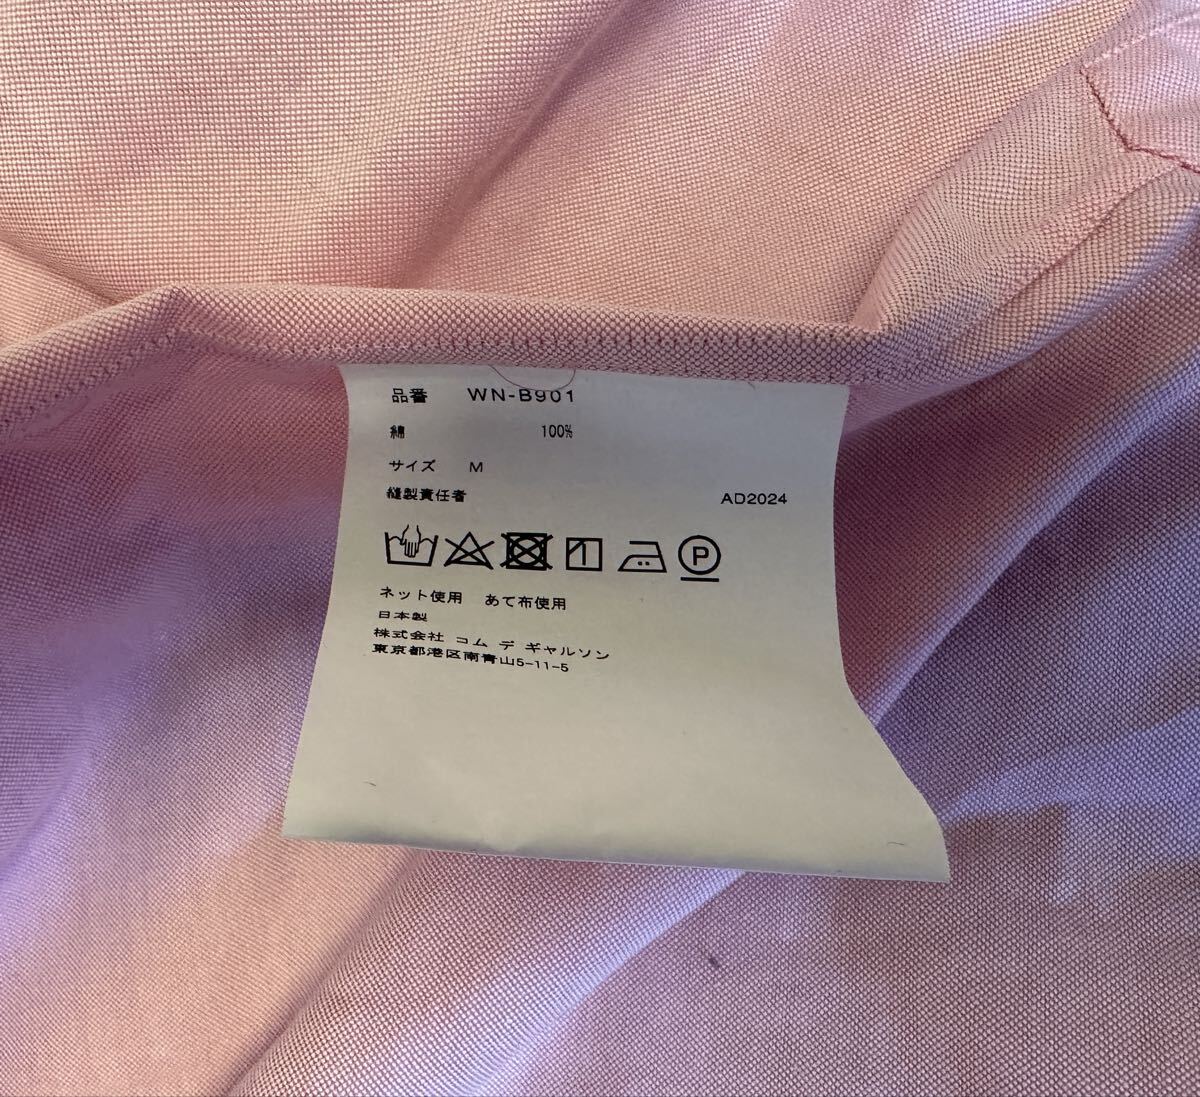 品番 WN-B901
綿 100%
サイズ M
縫製責任者 AD2024
P
ネット使用 あて布使用
日本製
株式会社 コム デ ギャルソン
東京都港区南青山5-11-5